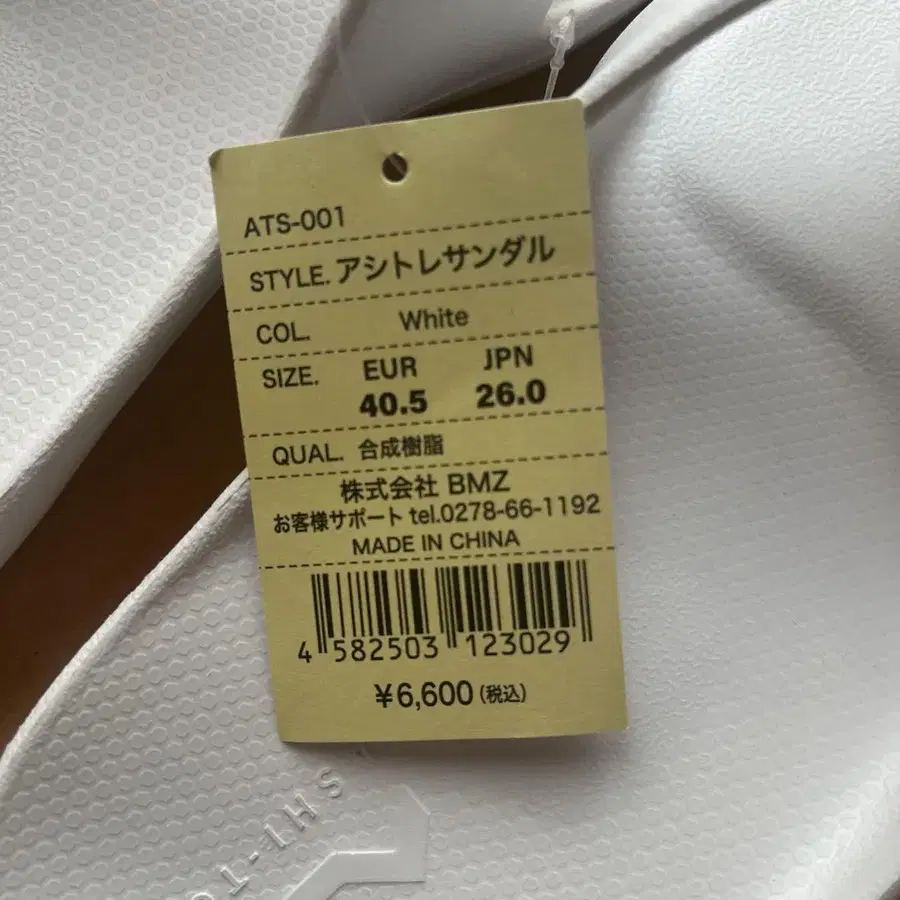 ATS-001
STYLE. アシトレサンダル
COL. White
SIZE. EUR JPN
40.5 26.0
QUAL. 合成樹脂
株式会社 BMZ
お客様サポート tel.0278-66-1192
MADE IN CHINA
4 582503 123029
¥6,600(税込)
SHI-TO